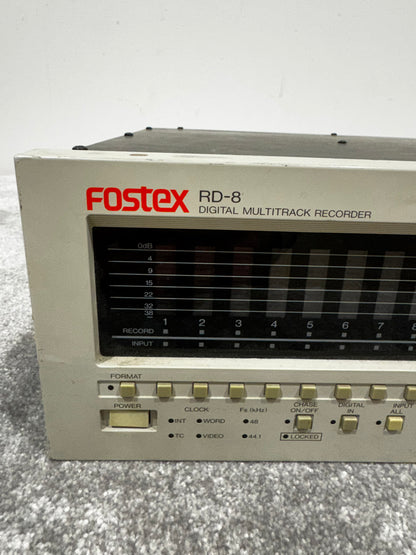 FOSTEX RD-8
DIGITAL MULTITRACK RECORDER
0dB
4
9
15
22
32
38
∞
1 2 3 4 5 6 7 8
RECORD
INPUT
FORMAT
POWER CLOCK Fs (kHz) CHASE ON/OFF DIGITAL IN INPUT ALL
INT WORD 48
TC VIDEO 44.1 LOCKED